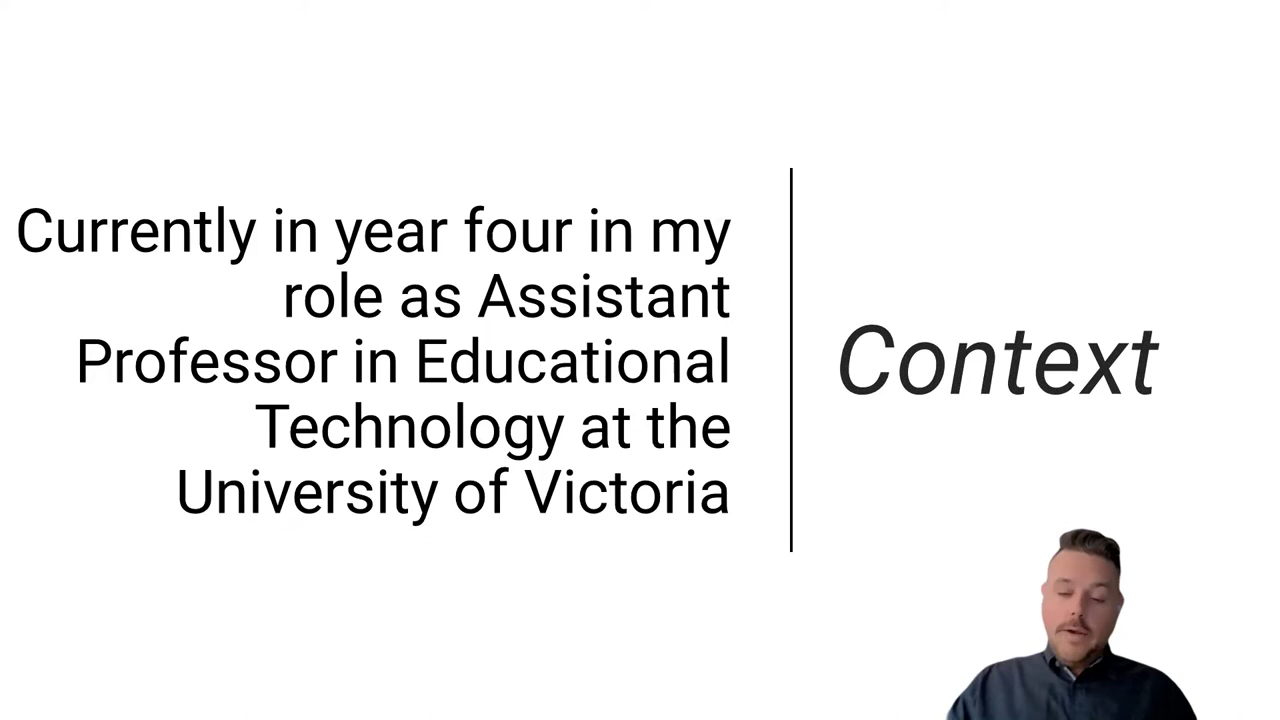 Currently in year four in my
role as Assistant
Professor in Educational
Technology at the
University of Victoria
Context